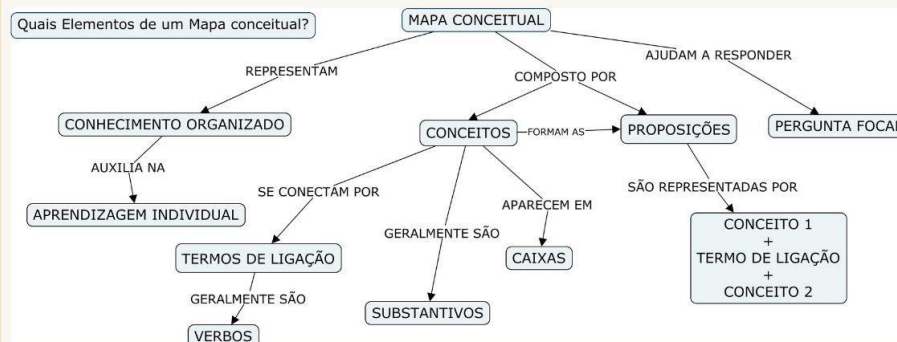 Quais Elementos de um Mapa conceitual?
MAPA CONCEITUAL
REPRESENTAM
COMPOSTO POR
AJUDAM A RESPONDER
CONHECIMENTO ORGANIZADO
CONCEITOS
FORMAM AS
PROPOSIÇÕES
PERGUNTA FOCAL
AUXILIA NA
SE CONECTAM POR
GERALMENTE SÃO
APARECEM EM
SÃO REPRESENTADAS POR
APRENDIZAGEM INDIVIDUAL
TERMOS DE LIGAÇÃO
CAIXAS
CONCEITO 1
+
TERMO DE LIGAÇÃO
+
CONCEITO 2
GERALMENTE SÃO
SUBSTANTIVOS
VERBOS